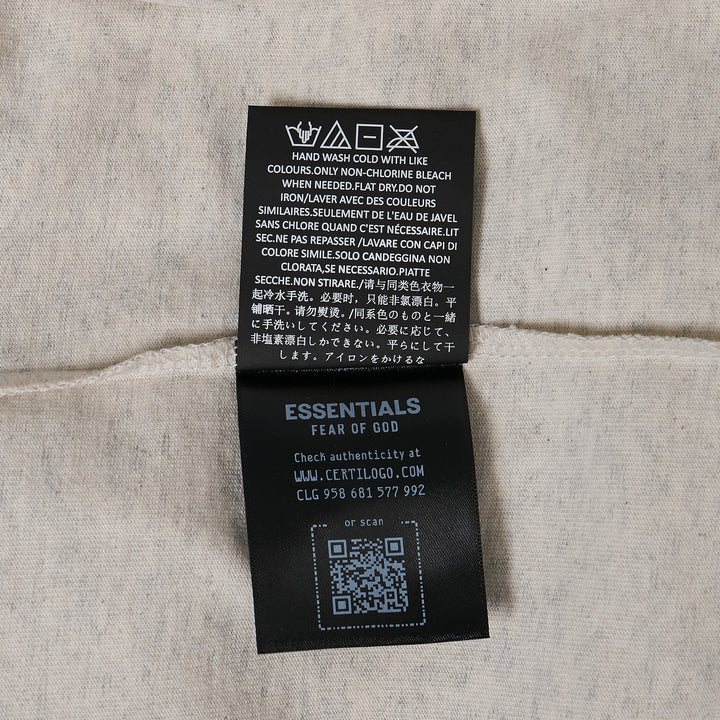 HAND WASH COLD WITH LIKE
COLOURS.ONLY NON-CHLORINE BLEACH
WHEN NEEDED.FLAT DRY.DO NOT
IRON/LAVER AVEC DES COULEURS
SIMILAIRES.SEULEMENT DE L'EAU DE JAVEL
SANS CHLORE QUAND C'EST NÉCESSAIRE.LIT
SEC.NE PAS REPASSER /LAVARE CON CAPI DI
COLORE SIMILE.SOLO CANDEGGINA NON
CLORATA,SE NECESSARIO.PIATTE
SECCHE.NON STIRARE./请与同类色衣物一
起冷水手洗。必要时，只能非氯漂白。平
铺晒干。请勿熨烫。/同系色のものと一緒
に手洗いしてください。必要に応じて、
非塩素漂白しかできない。平らにして干
します。アイロンをかけるな
ESSENTIALS
FEAR OF GOD
Check authenticity at
WWW.CERTILOGO.COM
CLG 958 681 577 992
or scan